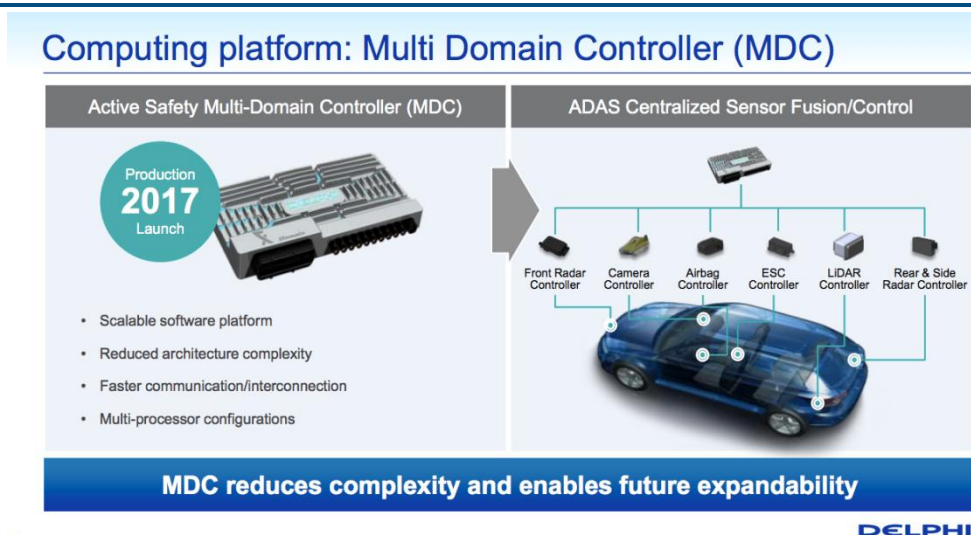 Computing platform: Multi Domain Controller (MDC)
Active Safety Multi-Domain Controller (MDC)
Production
2017
Launch
• Scalable software platform
• Reduced architecture complexity
• Faster communication/interconnection
• Multi-processor configurations
ADAS Centralized Sensor Fusion/Control
Front Radar
Controller
Camera
Controller
Airbag
Controller
ESC
Controller
LiDAR
Controller
Rear & Side
Radar Controller
MDC reduces complexity and enables future expandability
DELPHI